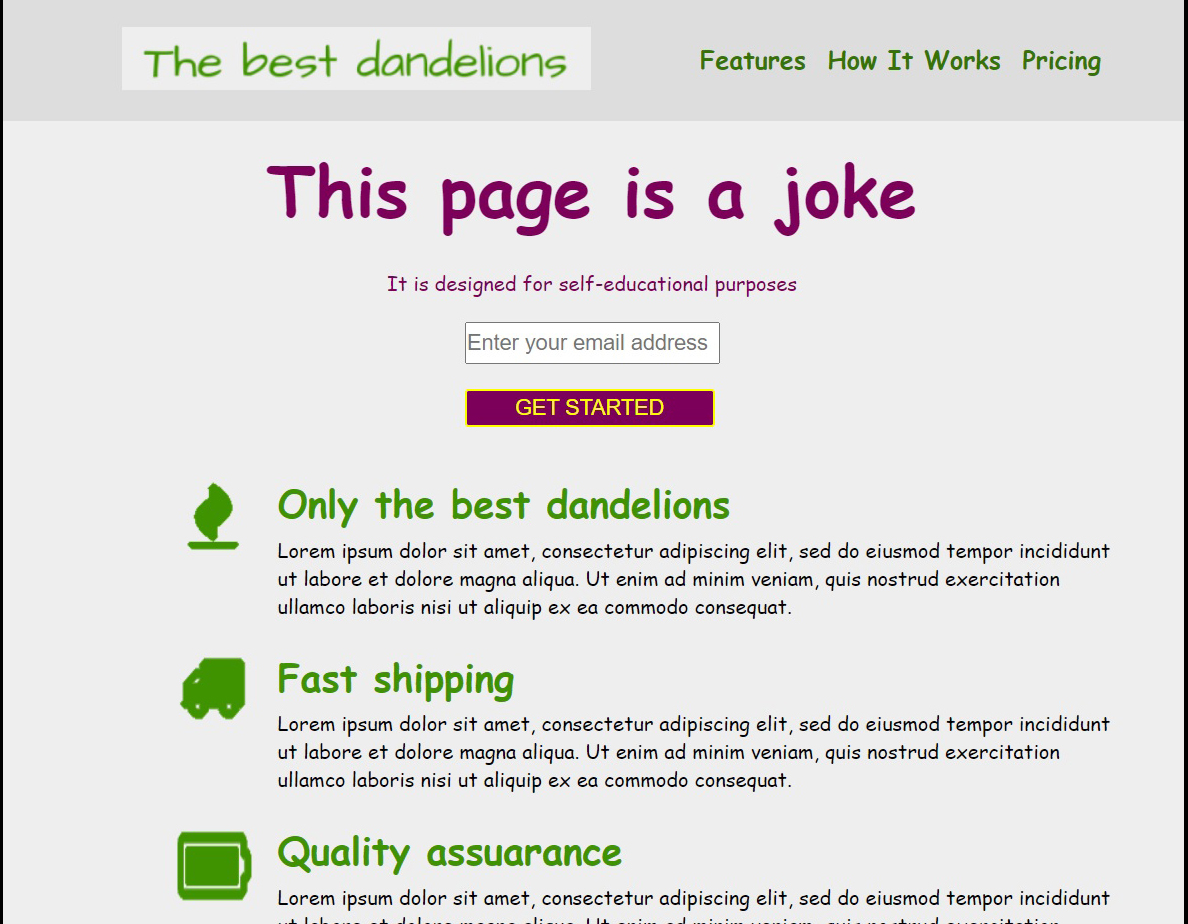 The best dandelions
Features How It Works Pricing
This page is a joke
It is designed for self-educational purposes
Enter your email address
GET STARTED
Only the best dandelions
Lorem ipsum dolor sit amet, consectetur adipiscing elit, sed do eiusmod tempor incididunt
ut labore et dolore magna aliqua. Ut enim ad minim veniam, quis nostrud exercitation
ullamco laboris nisi ut aliquip ex ea commodo consequat.
Fast shipping
Lorem ipsum dolor sit amet, consectetur adipiscing elit, sed do eiusmod tempor incididunt
ut labore et dolore magna aliqua. Ut enim ad minim veniam, quis nostrud exercitation
ullamco laboris nisi ut aliquip ex ea commodo consequat.
Quality assuarance
Lorem ipsum dolor sit amet, consectetur adipiscing elit, sed do eiusmod tempor incididunt